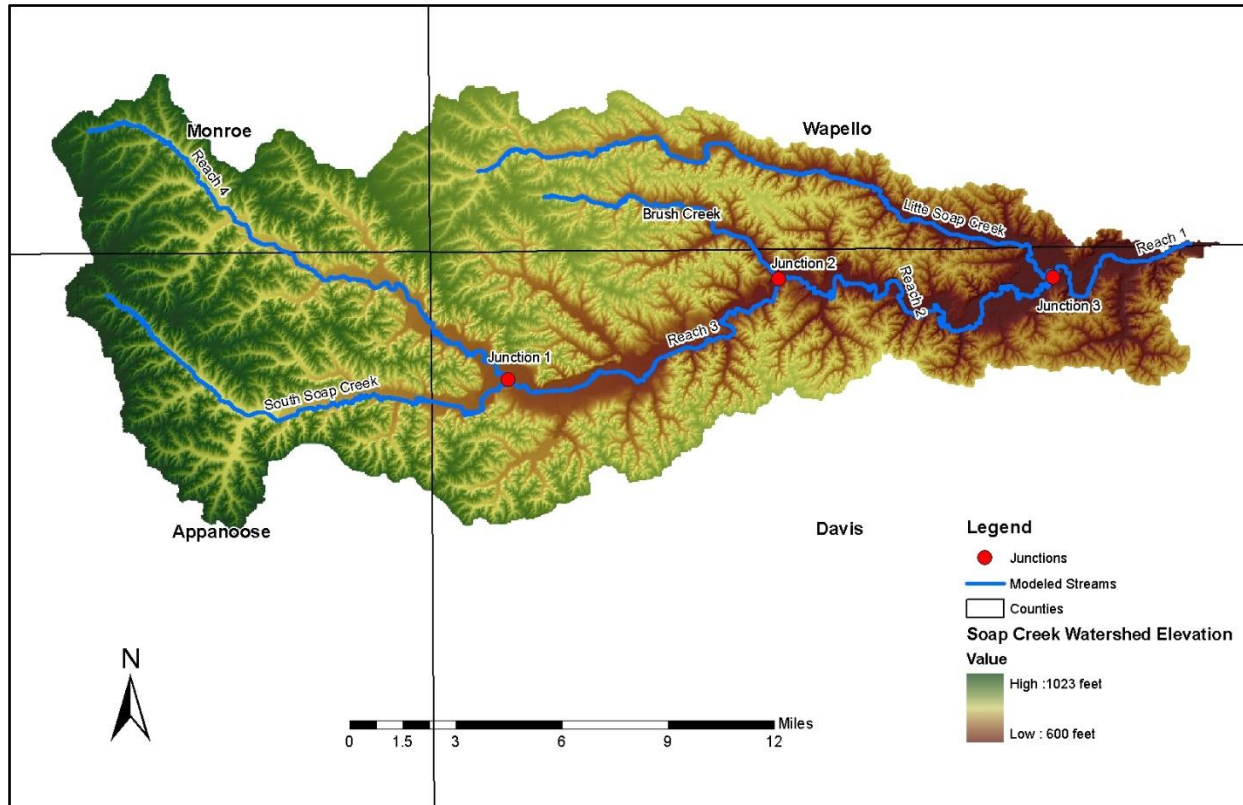 Monroe
Wapello
Reach 4
Brush Creek
Litte Soap Creek
Reach 1
Junction 2
Reach 2
Junction 3
Reach 3
Junction 1
South Soap Creek
Appanoose
Davis
Legend
Junctions
Modeled Streams
Counties
Soap Creek Watershed Elevation
Value
High :1023 feet
Low : 600 feet
N
Miles
0 1.5 3 6 9 12